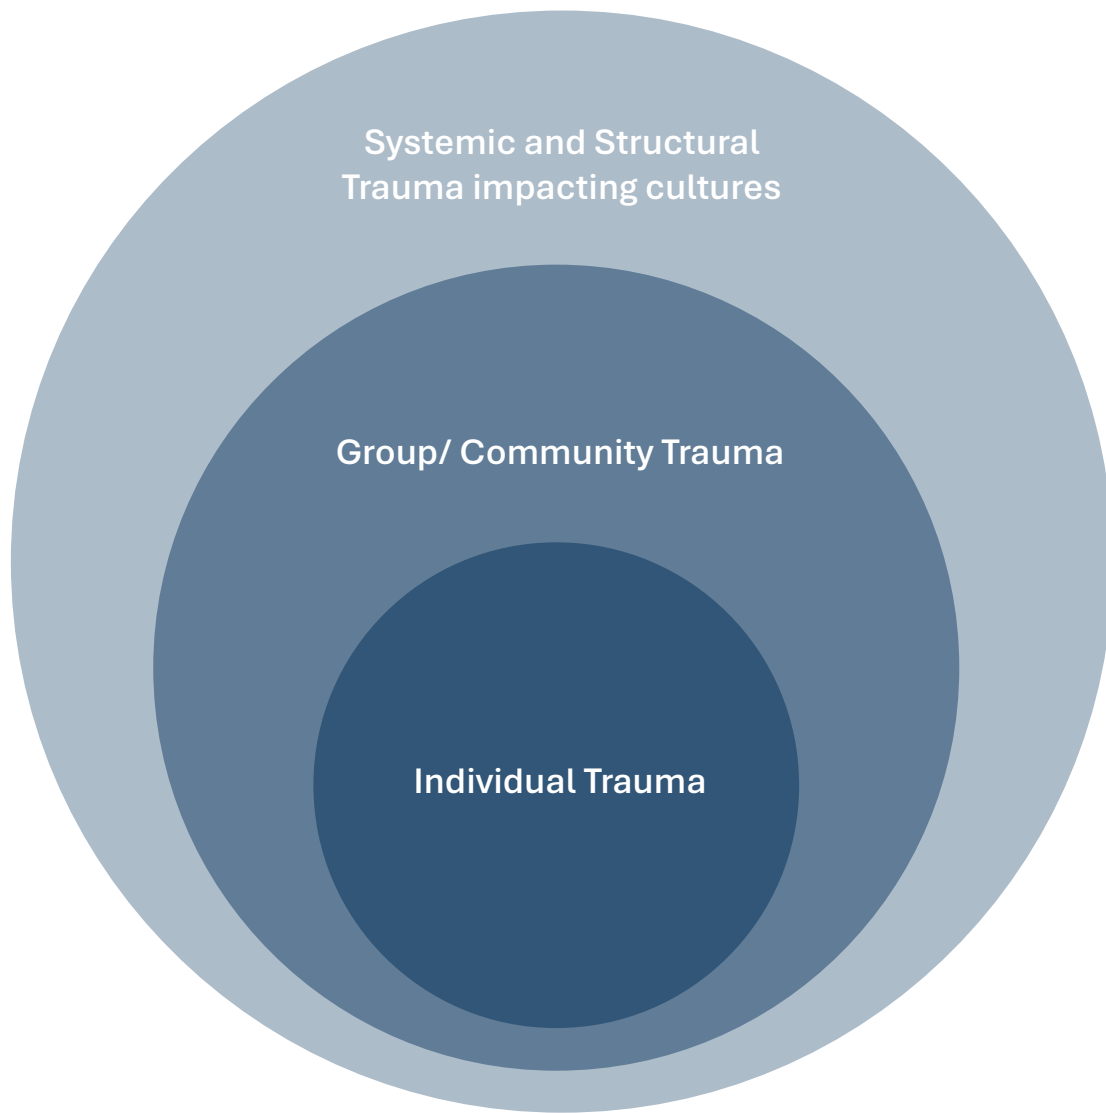 Systemic and Structural
Trauma impacting cultures
Group/ Community Trauma
Individual Trauma